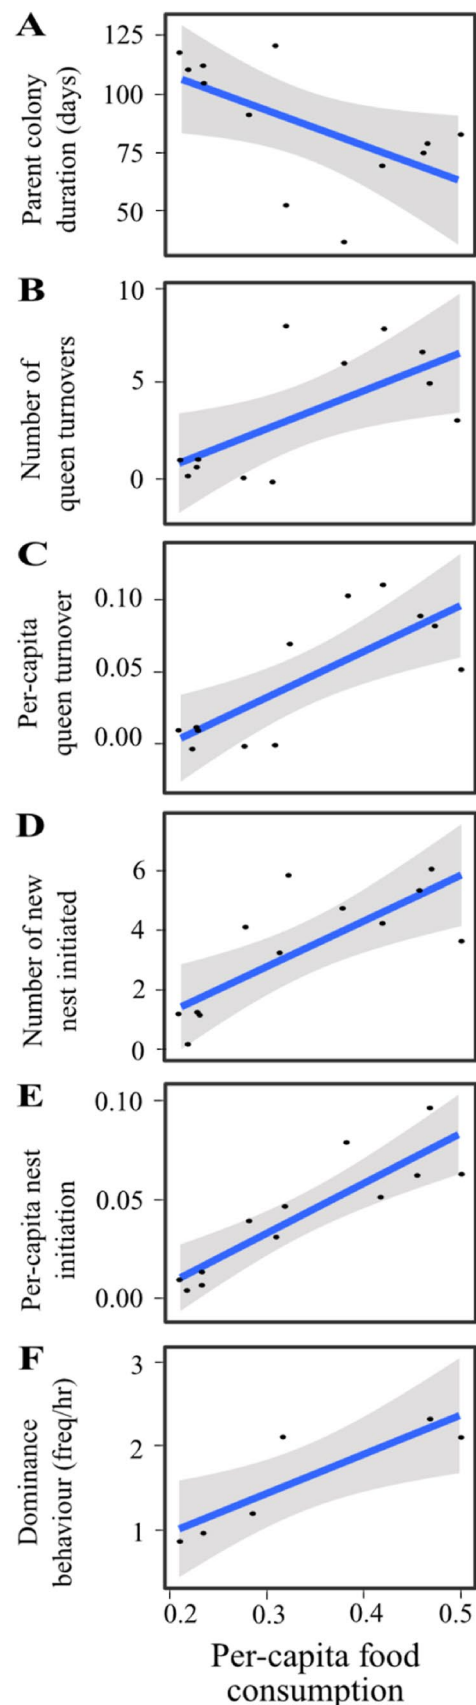 A
Parent colony
duration (days)
125
100
75
50
B
Number of
queen turnovers
10
5
0
C
Per-capita
queen turnover
0.10
0.05
0.00
D
Number of new
nest initiated
6
4
2
0
E
Per-capita nest
initiation
0.10
0.05
0.00
F
Dominance
behaviour (freq/hr)
3
2
1
0.2 0.3 0.4 0.5
Per-capita food
consumption